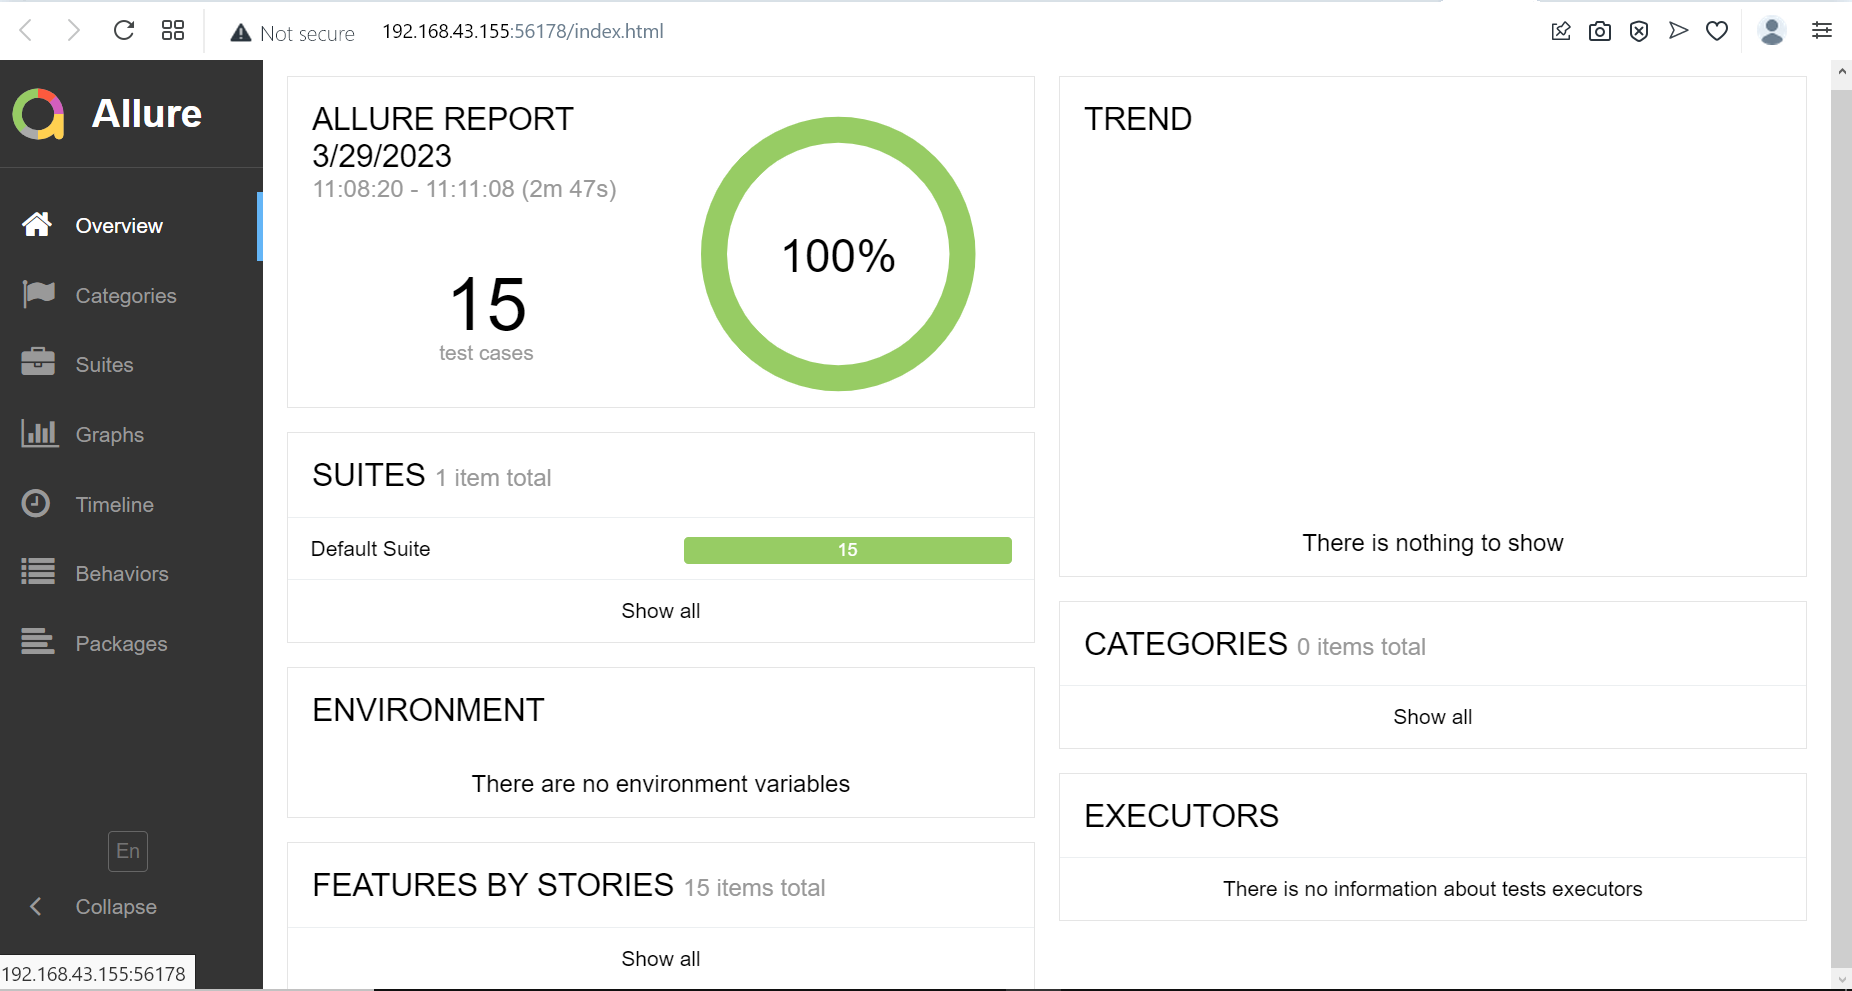 Not secure
192.168.43.155:56178/index.html
Allure
Overview
Categories
Suites
Graphs
Timeline
Behaviors
Packages
En
Collapse
192.168.43.155:56178
ALLURE REPORT
3/29/2023
11:08:20 - 11:11:08 (2m 47s)
15
test cases
100%
SUITES 1 item total
Default Suite
15
Show all
ENVIRONMENT
There are no environment variables
FEATURES BY STORIES 15 items total
Show all
TREND
There is nothing to show
CATEGORIES 0 items total
Show all
EXECUTORS
There is no information about tests executors